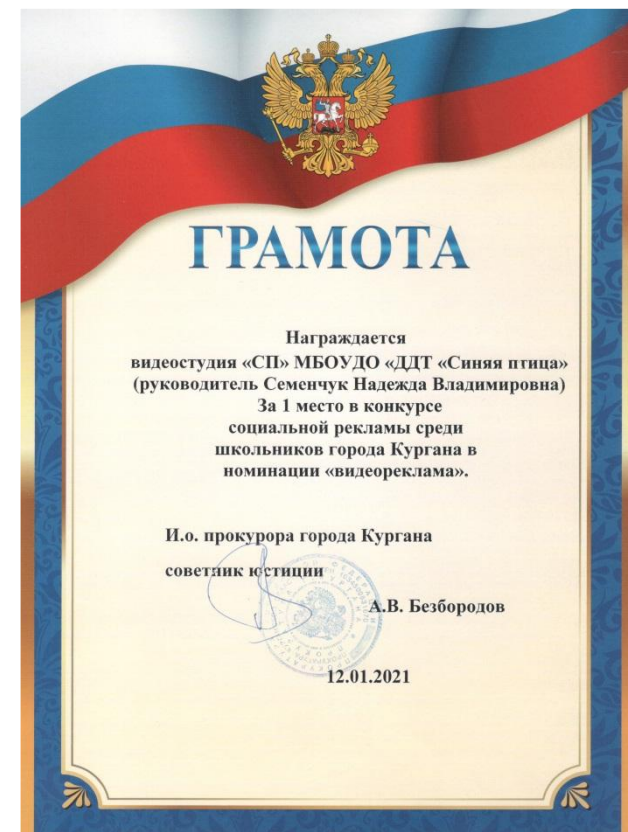 ГРАМОТА
Награждается
видеостудия «СП» МБОУДО «ДДТ «Синяя птица»
(руководитель Семенчук Надежда Владимировна)
За 1 место в конкурсе
социальной рекламы среди
школьников города Кургана в
номинации «видеореклама».
И.о. прокурора города Кургана
советник юстиции
А.В. Безбородов
12.01.2021